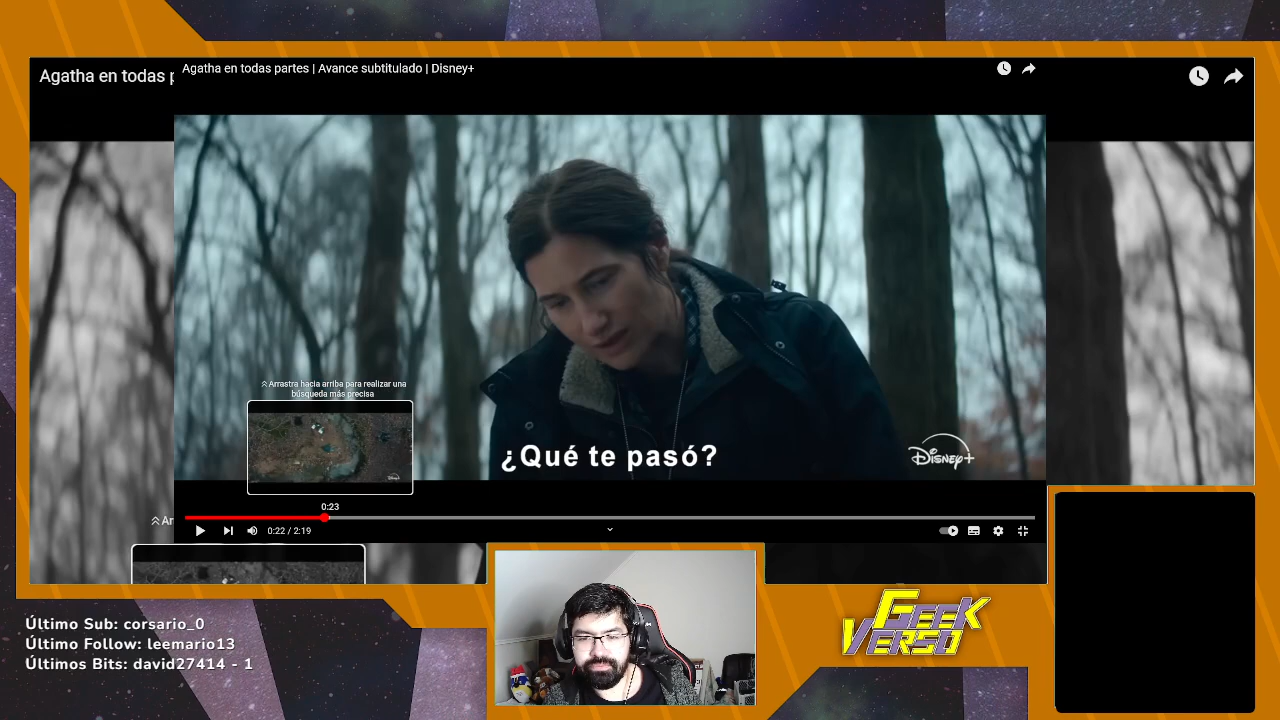 Agatha en todas p
Agatha en todas partes | Avance subtitulado | Disney+
Arrastra hacia arriba para realizar una
búsqueda más precisa
¿Qué te pasó?
Disney+
0:23
Ar
0:22 / 2:19
GEEK
VERSO
Último Sub: corsario_0
Último Follow: leemario13
Últimos Bits: david27414 - 1